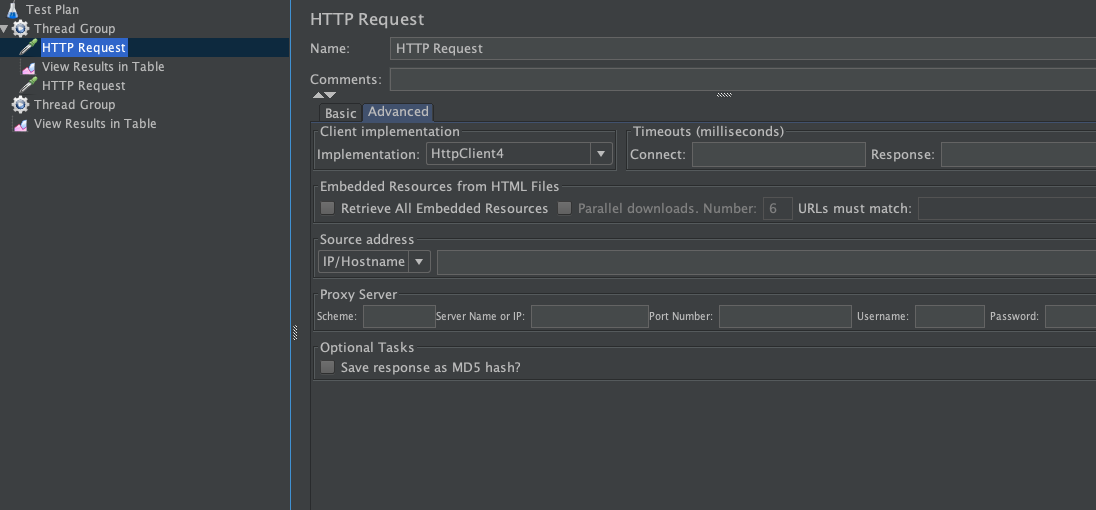 Test Plan
Thread Group
HTTP Request
View Results in Table
HTTP Request
Thread Group
View Results in Table
HTTP Request
Name: HTTP Request
Comments:
Basic Advanced
Client implementation Timeouts (milliseconds)
Implementation: HttpClient4 Connect: Response:
Embedded Resources from HTML Files
Retrieve All Embedded Resources Parallel downloads. Number: 6 URLs must match:
Source address
IP/Hostname
Proxy Server
Scheme: Server Name or IP: Port Number: Username: Password:
Optional Tasks
Save response as MD5 hash?